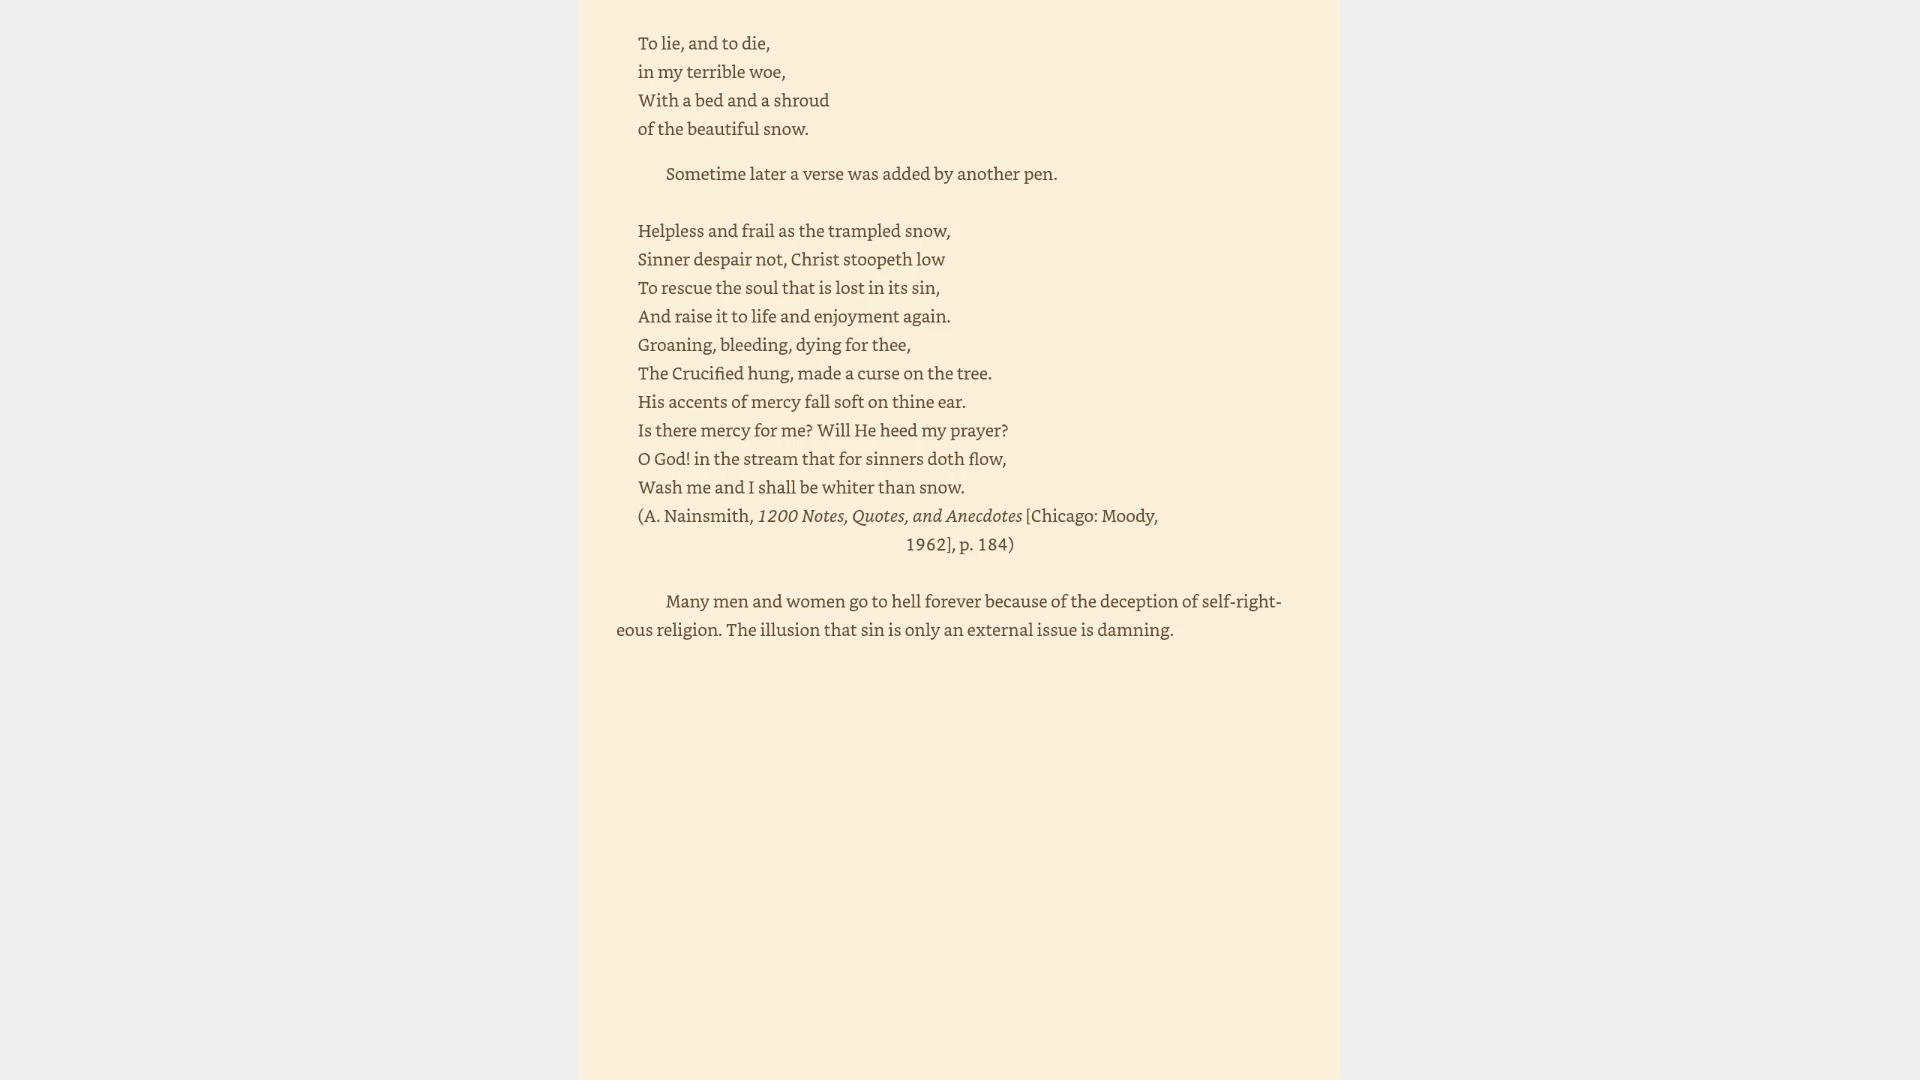 To lie, and to die,
in my terrible woe,
With a bed and a shroud
of the beautiful snow.
Sometime later a verse was added by another pen.
Helpless and frail as the trampled snow,
Sinner despair not, Christ stoopeth low
To rescue the soul that is lost in its sin,
And raise it to life and enjoyment again.
Groaning, bleeding, dying for thee,
The Crucified hung, made a curse on the tree.
His accents of mercy fall soft on thine ear.
Is there mercy for me? Will He heed my prayer?
O God! in the stream that for sinners doth flow,
Wash me and I shall be whiter than snow.
(A. Nainsmith, 1200 Notes, Quotes, and Anecdotes [Chicago: Moody,
1962], p. 184)
Many men and women go to hell forever because of the deception of self-right-
eous religion. The illusion that sin is only an external issue is damning.